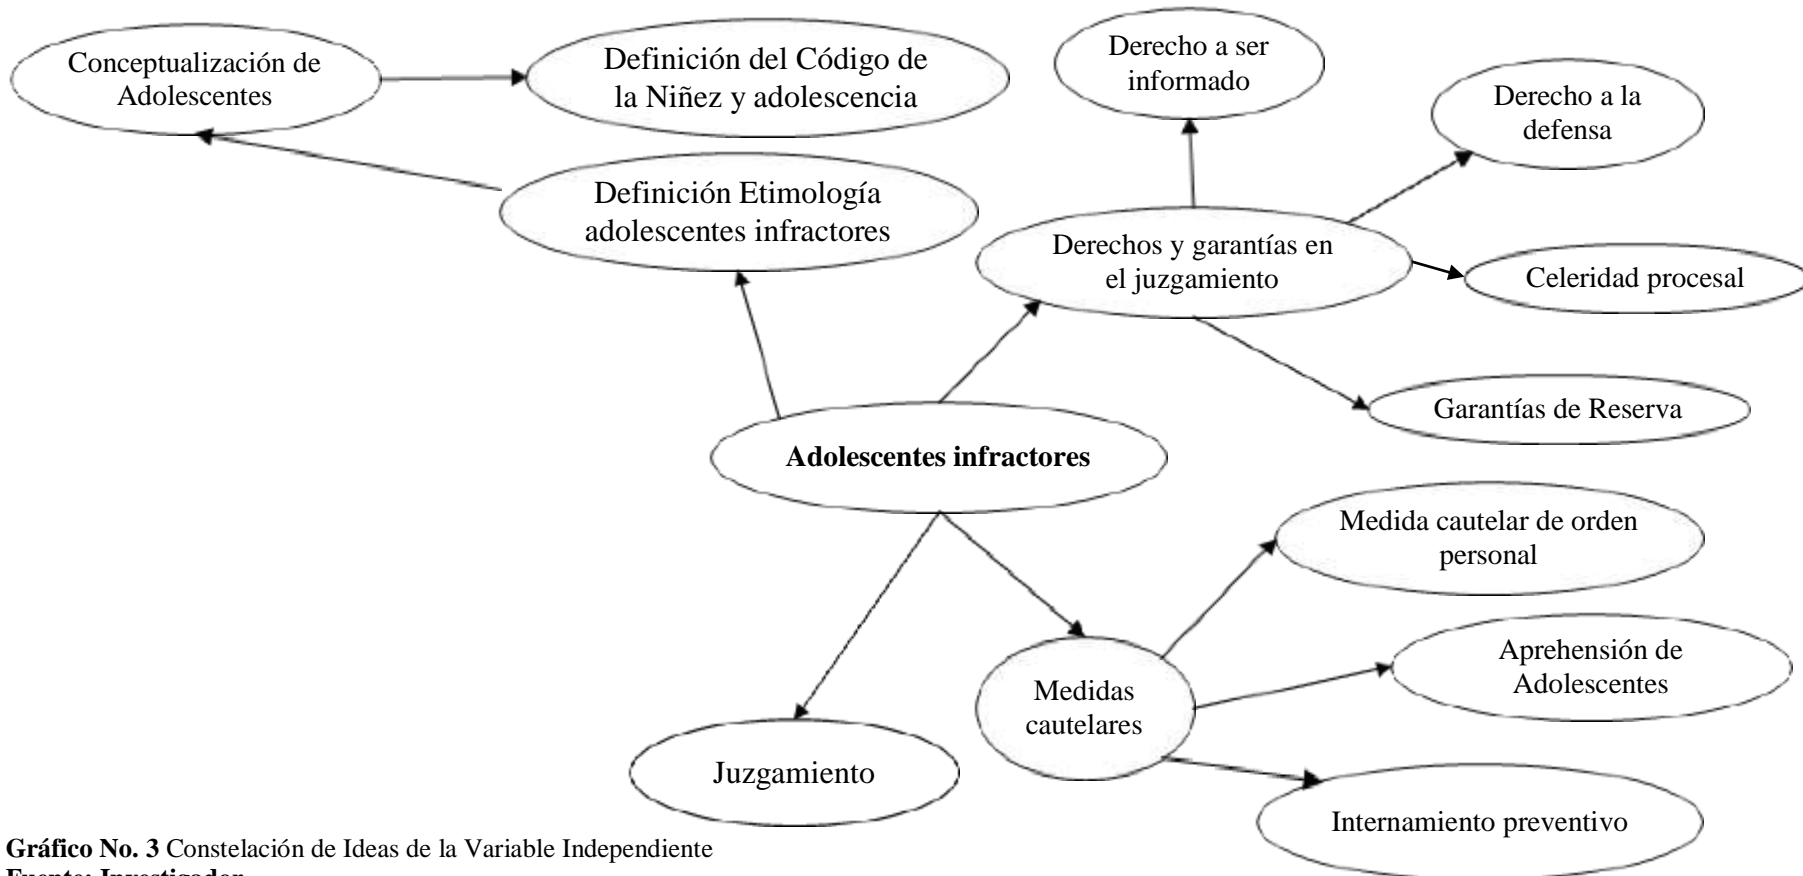 Conceptualización de
Adolescentes
Definición del Código de
la Niñez y adolescencia
Derecho a ser
informado
Derecho a la
defensa
Definición Etimología
adolescentes infractores
Derechos y garantías en
el juzgamiento
Celeridad procesal
Garantías de Reserva
Adolescentes infractores
Medida cautelar de orden
personal
Aprehensión de
Adolescentes
Medidas
cautelares
Juzgamiento
Internamiento preventivo
Gráfico No. 3 Constelación de Ideas de la Variable Independiente
Fuente: Investigador